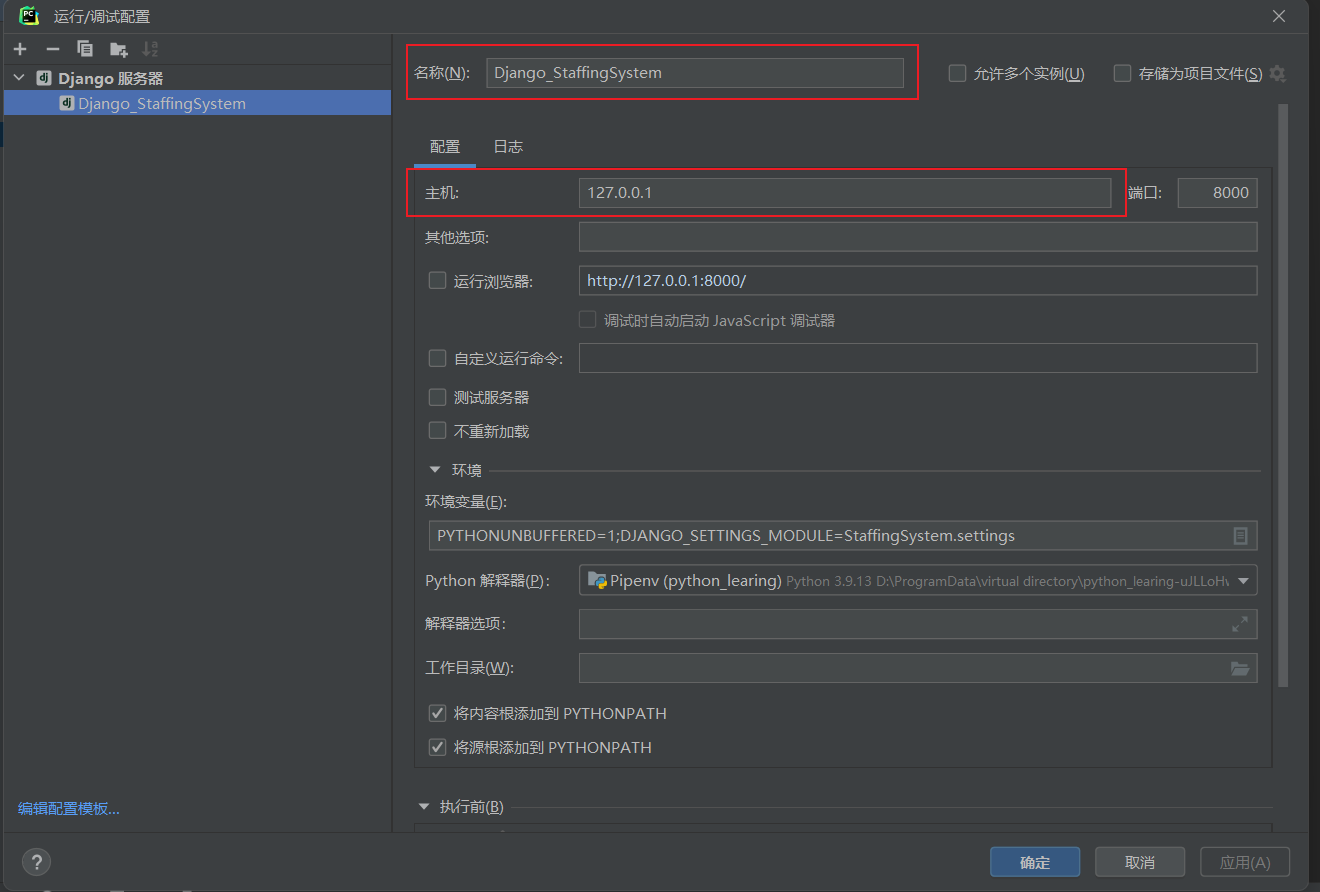 运行/调试配置
Django 服务器
Django_StaffingSystem
编辑配置模板...
名称(N): Django_StaffingSystem 允许多个实例(U) 存储为项目文件(S)
配置 日志
主机: 127.0.0.1 端口: 8000
其他选项:
运行浏览器: http://127.0.0.1:8000/
调试时自动启动 JavaScript 调试器
自定义运行命令:
测试服务器
不重新加载
环境
环境变量(E):
PYTHONUNBUFFERED=1;DJANGO_SETTINGS_MODULE=StaffingSystem.settings
Python 解释器(P): Pipenv (python_learing) Python 3.9.13 D:\ProgramData\virtual directory\python_learing-uJLLoH
解释器选项:
工作目录(W):
将内容根添加到 PYTHONPATH
将源根添加到 PYTHONPATH
执行前(B)
? 确定 取消 应用(A)